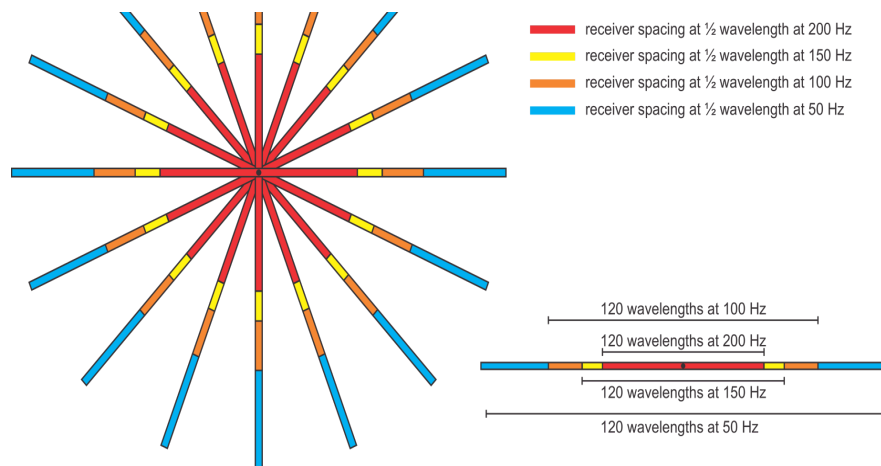 receiver spacing at ½ wavelength at 200 Hz
receiver spacing at ½ wavelength at 150 Hz
receiver spacing at ½ wavelength at 100 Hz
receiver spacing at ½ wavelength at 50 Hz
120 wavelengths at 100 Hz
120 wavelengths at 200 Hz
120 wavelengths at 150 Hz
120 wavelengths at 50 Hz